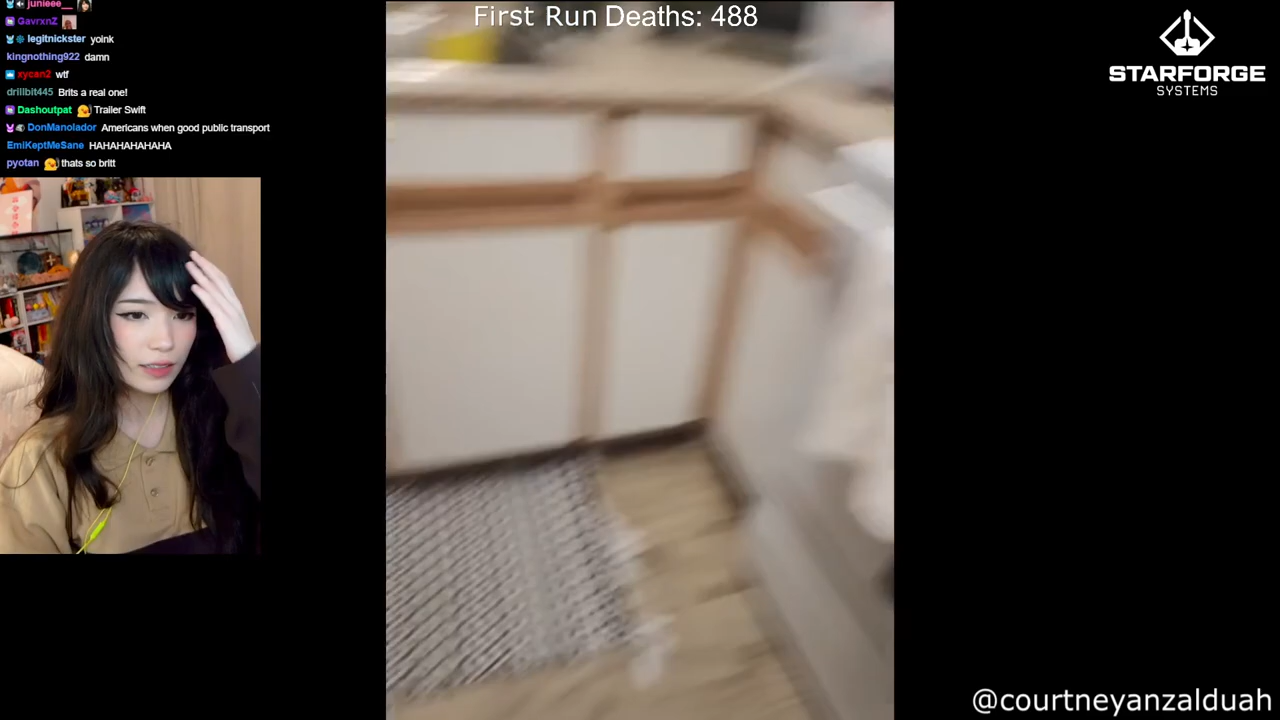 junieee__
GavrxnZ
legitnickster yoink
kingnothing922 damn
xycan2 wtf
drillbit445 Brits a real one!
Dashoutpat Trailer Swift
DonManolador Americans when good public transport
EmiKeptMeSane HAHAHAHAHAHA
pyotan thats so britt
First Run Deaths: 488
STARFORGE
SYSTEMS
@courtneyanzalduah